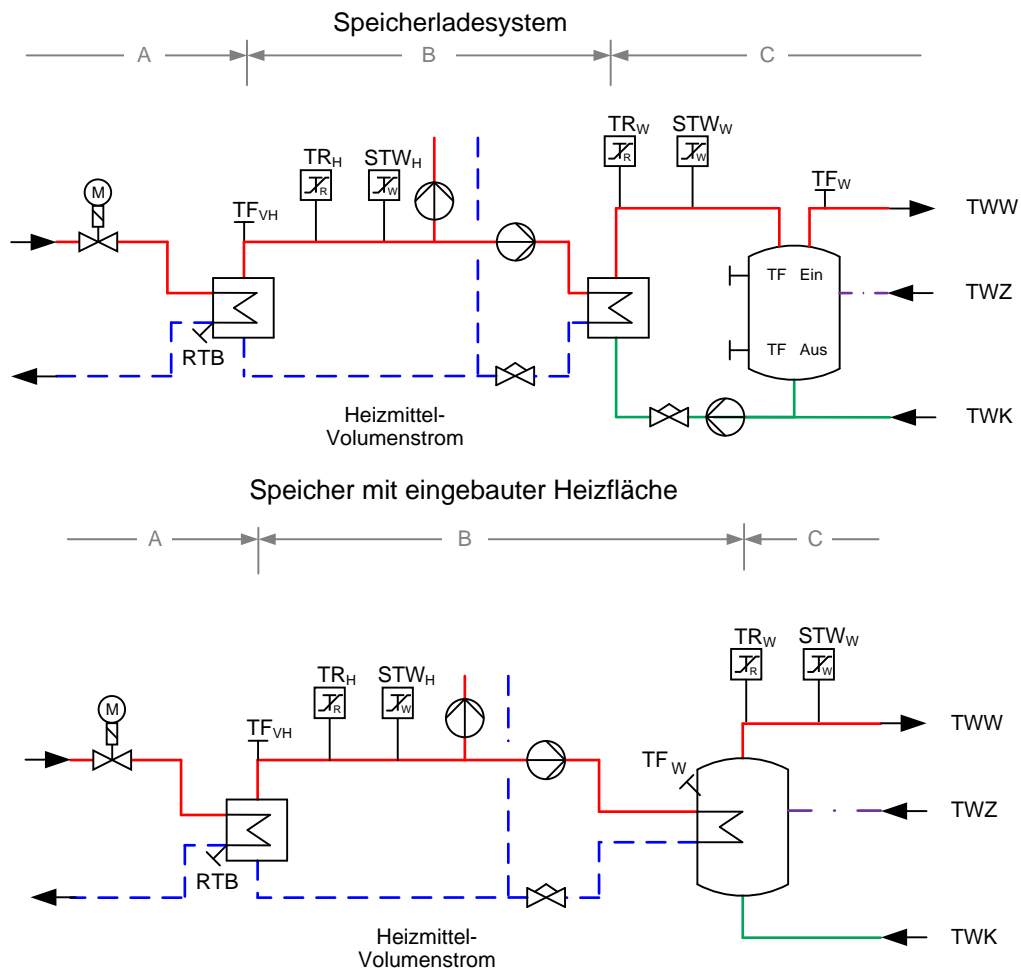 Speicherladesystem
A B C
TRW STWW
TRH STWH
R W
R W
TFW
M
TFVH
TWW
TF Ein
TWZ
RTB
TF Aus
Heizmittel-
Volumenstrom
TWK
Speicher mit eingebauter Heizfläche
A B C
TRW STWW
TRH STWH
R W
R W
M
TFVH
TWW
TF W
TWZ
RTB
Heizmittel-
Volumenstrom
TWK